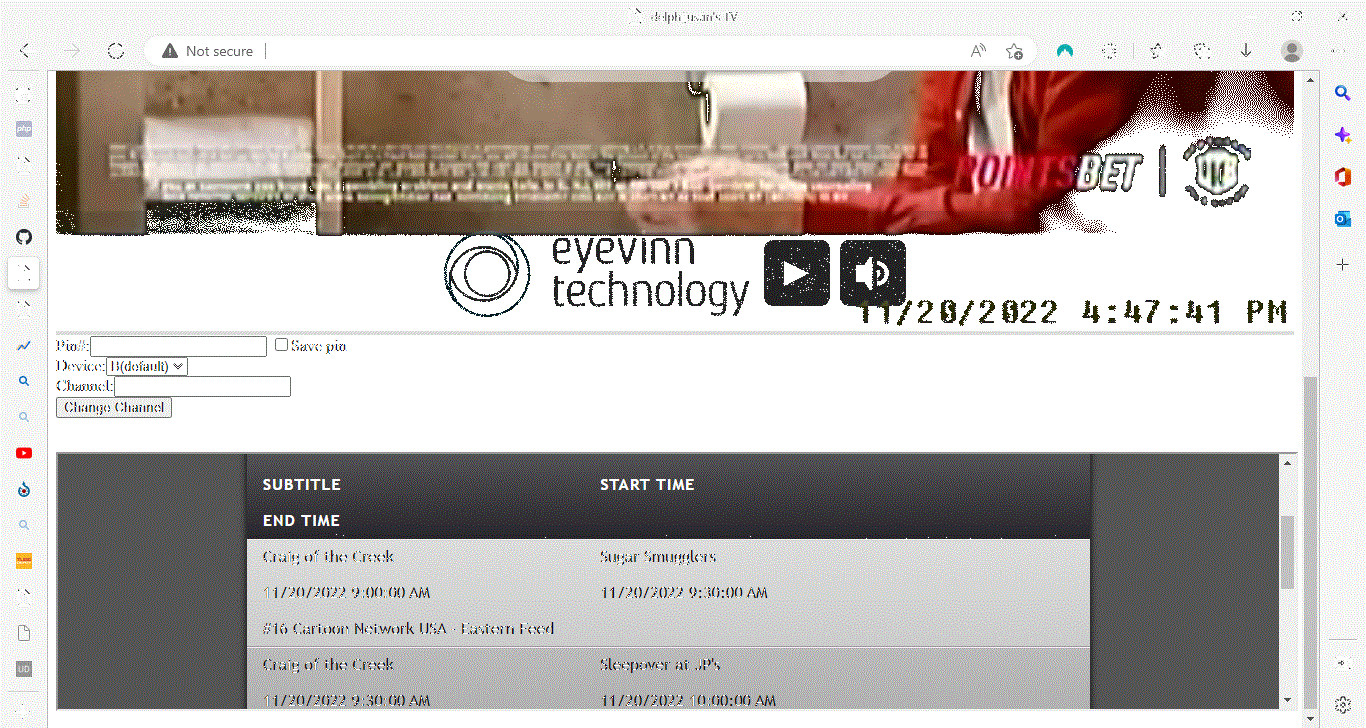 delphijusan's TV
Not secure
POINTSBET
eyevinn
technology
11/20/2022 4:47:41 PM
Pin#:
Save pin
Device: B(default)
Channel:
Change Channel
SUBTITLE START TIME
END TIME
Craig of the Creek Sugar Smugglers
11/20/2022 9:00:00 AM 11/20/2022 9:30:00 AM
#16 Cartoon Network USA - Eastern Feed
Craig of the Creek Sleepover at JP's
11/20/2022 9:30:00 AM 11/20/2022 10:00:00 AM
php
UD